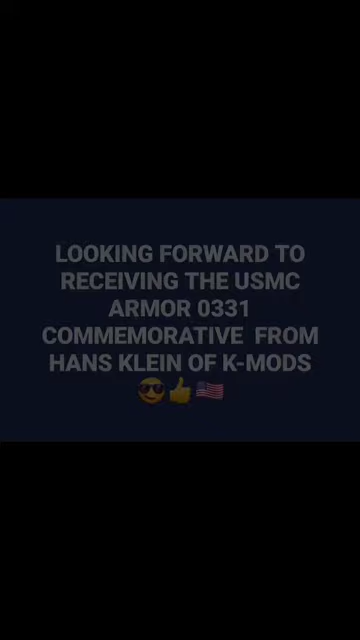 LOOKING FORWARD TO
RECEIVING THE USMC
ARMOR 0331
COMMEMORATIVE FROM
HANS KLEIN OF K-MODS
😎👍🇺🇸